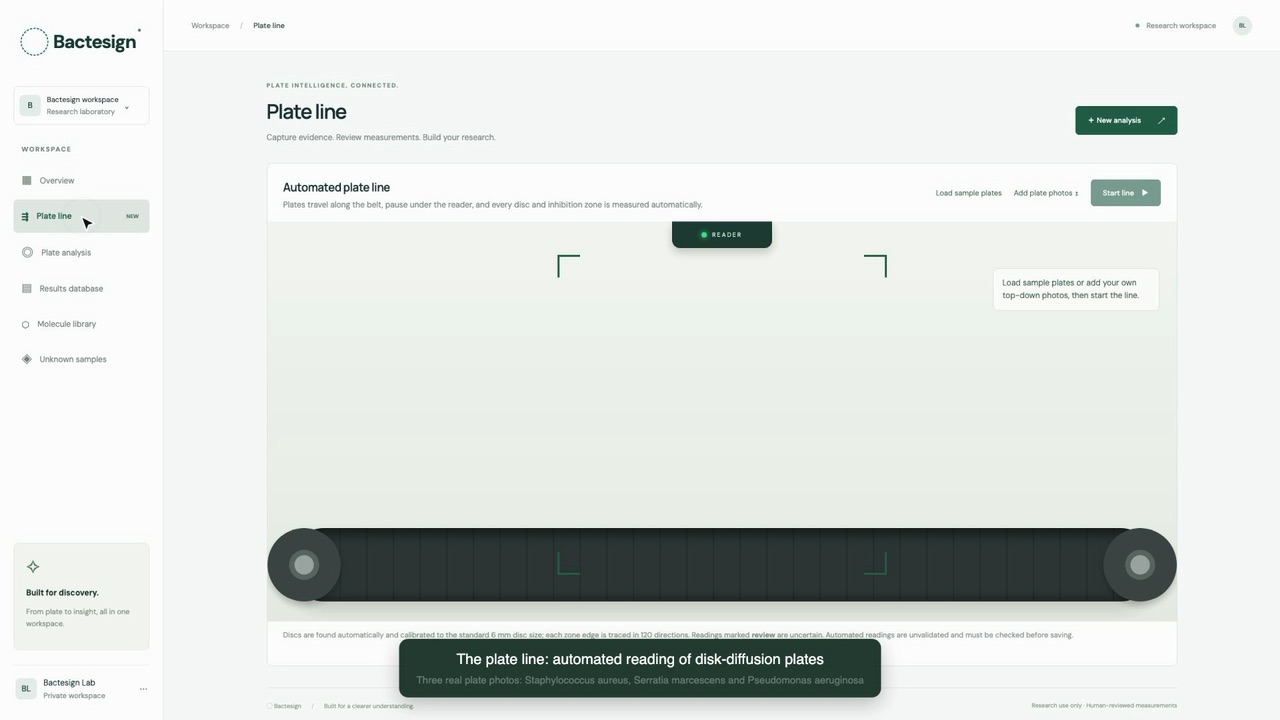 Bactesign
Workspace / Plate line
Research workspace
BL
B
Bactesign workspace
Research laboratory
WORKSPACE
Overview
Plate line
NEW
Plate analysis
Results database
Molecule library
Unknown samples
Built for discovery.
From plate to insight, all in one
workspace.
BL
Bactesign Lab
Private workspace
PLATE INTELLIGENCE, CONNECTED.
Plate line
Capture evidence. Review measurements. Build your research.
+ New analysis
Automated plate line
Plates travel along the belt, pause under the reader, and every disc and inhibition zone is measured automatically.
Load sample plates
Add plate photos
Start line
READER
Load sample plates or add your own
top-down photos, then start the line.
Discs are found automatically and calibrated to the standard 6 mm disc size; each zone edge is traced in 120 directions. Readings marked review are uncertain. Automated readings are unvalidated and must be checked before saving.
The plate line: automated reading of disk-diffusion plates
Three real plate photos: Staphylococcus aureus, Serratia marcescens and Pseudomonas aeruginosa
Bactesign / Built for a clearer understanding.
Research use only · Human-reviewed measurements